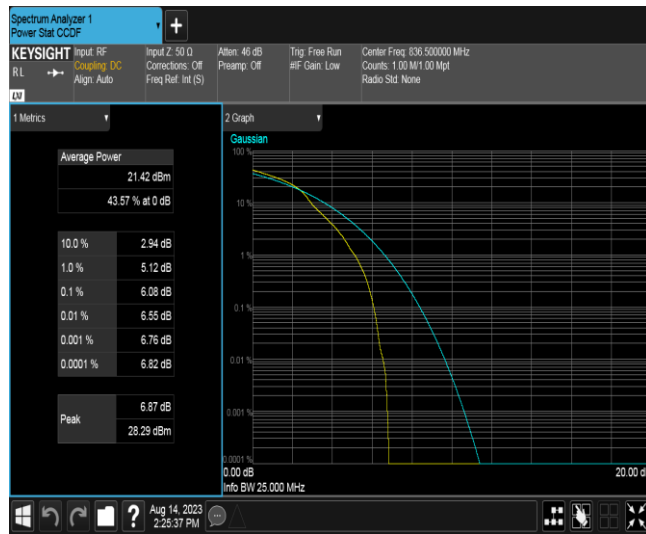 Spectrum Analyzer 1
Power Stat CCDF
+
KEYSIGHT
RL
LXI
Input: RF
Coupling: DC
Align: Auto
Input Z: 50 Ω
Corrections: Off
Freq Ref: Int (S)
Atten: 46 dB
Preamp: Off
Trig: Free Run
#IF Gain: Low
Center Freq: 836.500000 MHz
Counts: 1.00 M/1.00 Mpt
Radio Std: None
1 Metrics
Average Power
21.42 dBm
43.57 % at 0 dB
10.0 % 2.94 dB
1.0 % 5.12 dB
0.1 % 6.08 dB
0.01 % 6.55 dB
0.001 % 6.76 dB
0.0001 % 6.82 dB
Peak
6.87 dB
28.29 dBm
2 Graph
Gaussian
100 %
10 %
1 %
0.1 %
0.01 %
0.001 %
0.0001 %
0.00 dB
20.00 d
Info BW 25.000 MHz
?
Aug 14, 2023
2:25:37 PM